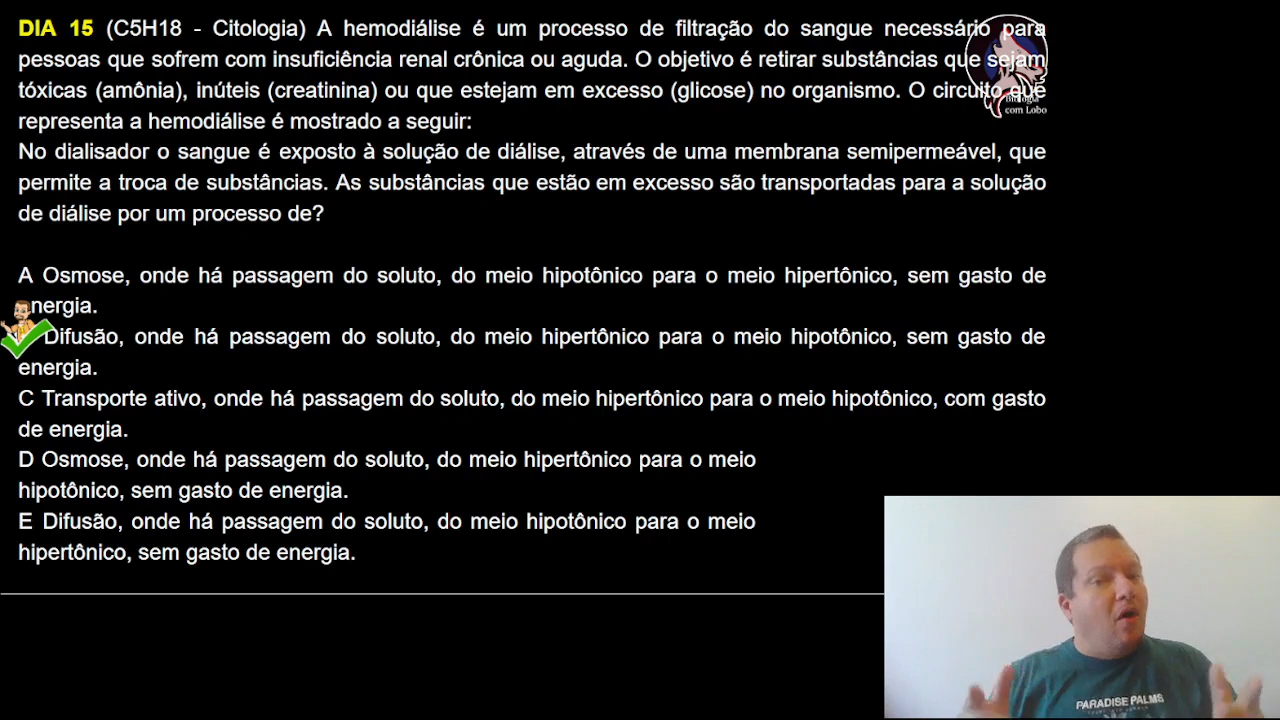 DIA 15 (C5H18 - Citologia) A hemodiálise é um processo de filtração do sangue necessário para
pessoas que sofrem com insuficiência renal crônica ou aguda. O objetivo é retirar substâncias que sejam
tóxicas (amônia), inúteis (creatinina) ou que estejam em excesso (glicose) no organismo. O circuito que
representa a hemodiálise é mostrado a seguir:
No dialisador o sangue é exposto à solução de diálise, através de uma membrana semipermeável, que
permite a troca de substâncias. As substâncias que estão em excesso são transportadas para a solução
de diálise por um processo de?
A Osmose, onde há passagem do soluto, do meio hipotônico para o meio hipertônico, sem gasto de
energia.
Difusão, onde há passagem do soluto, do meio hipertônico para o meio hipotônico, sem gasto de
energia.
C Transporte ativo, onde há passagem do soluto, do meio hipertônico para o meio hipotônico, com gasto
de energia.
D Osmose, onde há passagem do soluto, do meio hipertônico para o meio
hipotônico, sem gasto de energia.
E Difusão, onde há passagem do soluto, do meio hipotônico para o meio
hipertônico, sem gasto de energia.
Biologia
com Lobo
PARADISE PALMS